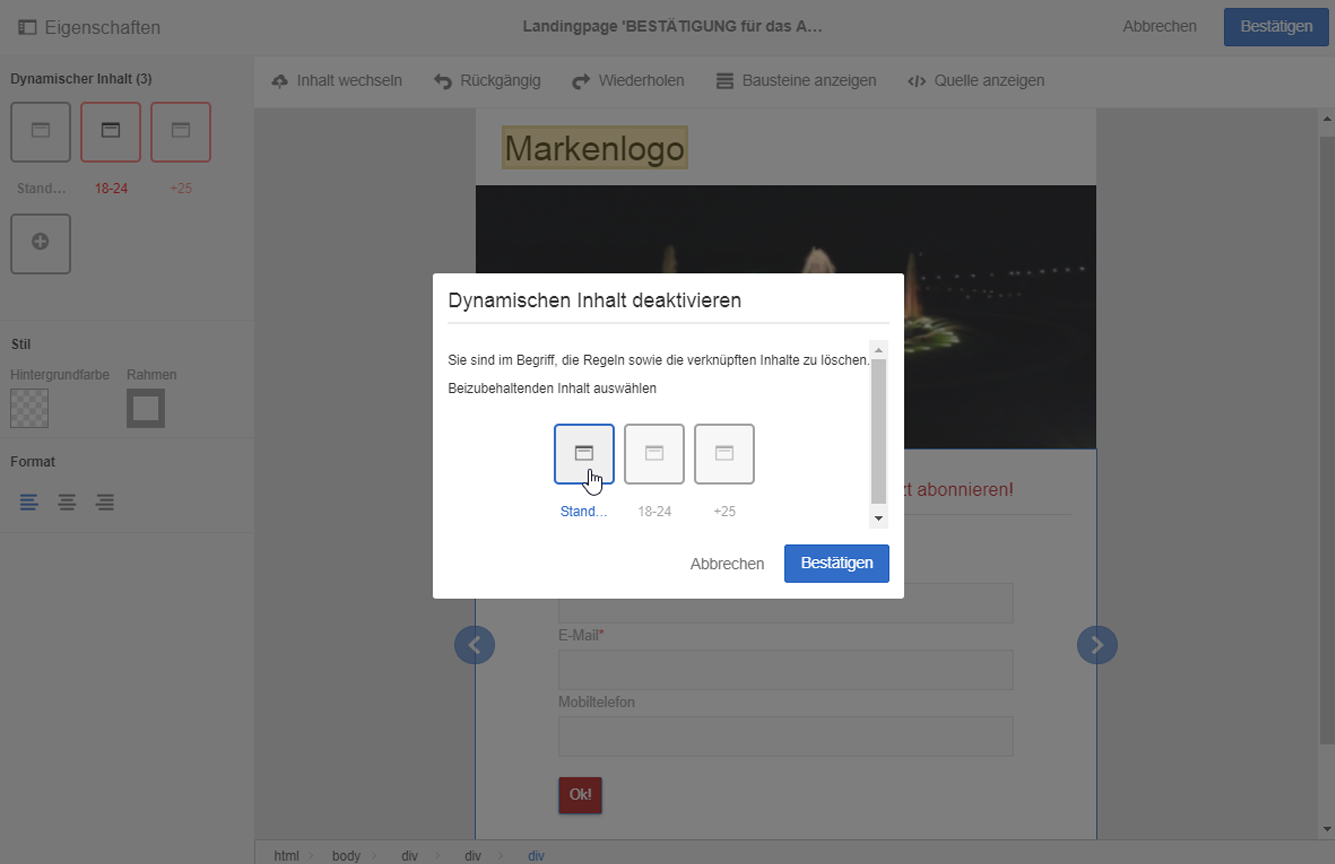 Eigenschaften
Landingpage 'BESTÄTIGUNG für das A...
Abbrechen
Bestätigen
Dynamischer Inhalt (3)
Inhalt wechseln
Rückgängig
Wiederholen
Bausteine anzeigen
Quelle anzeigen
Stand...
18-24
+25
Markenlogo
Stil
Hintergrundfarbe
Rahmen
Format
Dynamischen Inhalt deaktivieren
Sie sind im Begriff, die Regeln sowie die verknüpften Inhalte zu löschen.
Beizubehaltenden Inhalt auswählen
Stand...
18-24
+25
Abbrechen
Bestätigen
abonnieren!
E-Mail*
Mobiltelefon
Ok!
html
body
div
div
div